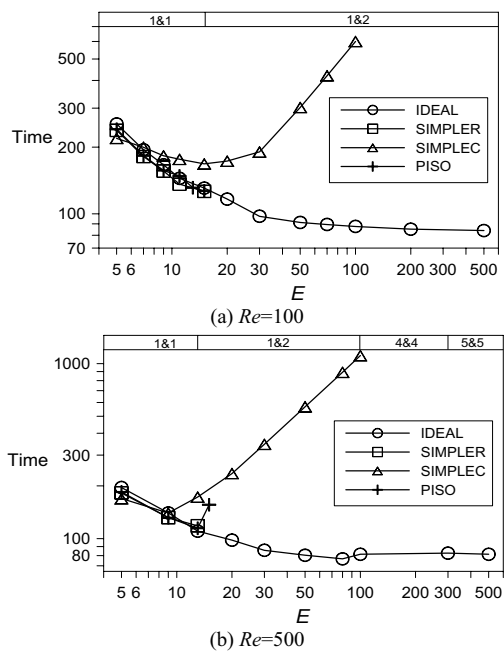 1&1 1&2
500
300
200
100
70
Time
IDEAL
SIMPLER
SIMPLEC
PISO
5 6 10 20 30 50 100 200 300 500
E
(a) Re=100
1&1 1&2 4&4 5&5
1000
300
100
80
Time
IDEAL
SIMPLER
SIMPLEC
PISO
5 6 10 20 30 50 100 200 300 500
E
(b) Re=500